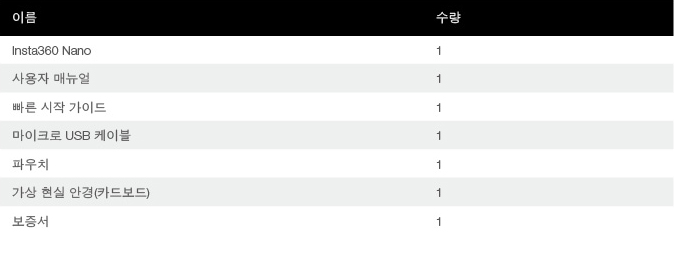 이름 수량
Insta360 Nano 1
사용자 매뉴얼 1
빠른 시작 가이드 1
마이크로 USB 케이블 1
파우치 1
가상 현실 안경(카드보드) 1
보증서 1